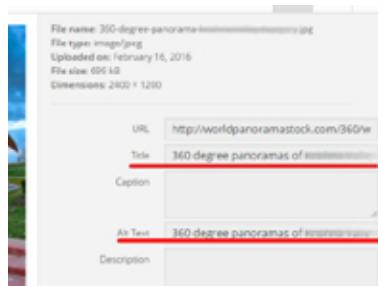 File name: 360-degree-panorama- .jpg
File type: image/jpeg
Uploaded on: February 16, 2016
File size: 696 kB
Dimensions: 2400 × 1200
URL http://worldpanoramastock.com/360/w
Title 360 degree panoramas of
Caption
Alt Text 360 degree panoramas of
Description